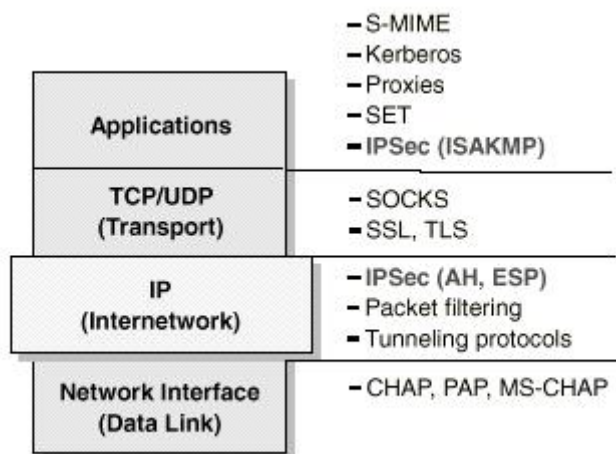 - S-MIME
- Kerberos
- Proxies
- SET
- IPSec (ISAKMP)
Applications
TCP/UDP
(Transport)
- SOCKS
- SSL, TLS
IP
(Internetwork)
- IPSec (AH, ESP)
- Packet filtering
- Tunneling protocols
Network Interface
(Data Link)
- CHAP, PAP, MS-CHAP